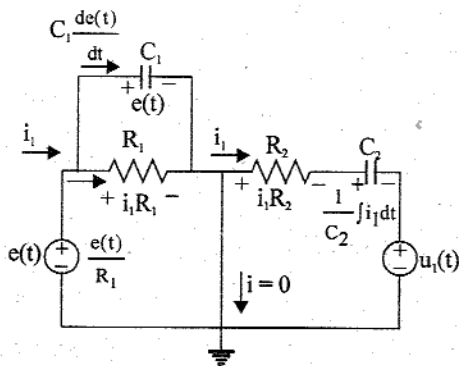 C₁ de(t)/dt
C₁
+ −
e(t)
i₁
R₁
+ i₁R₁ −
i₁
R₂
+ i₁R₂ −
C₂
+ −
1/C₂ ∫i₁dt
e(t)
+ −
e(t)/R₁
i = 0
+ −
u₁(t)